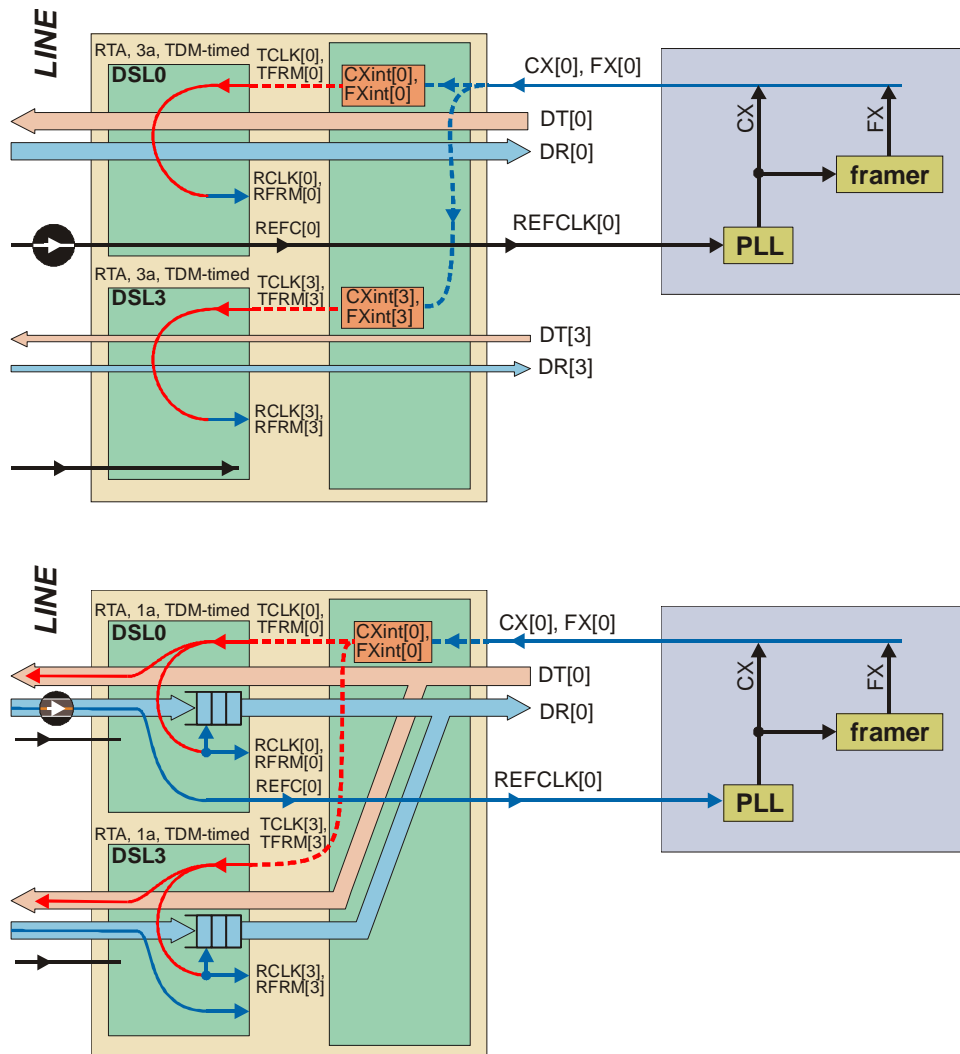 LINE
RTA, 3a, TDM-timed
DSL0
TCLK[0],
TFRM[0]
CXint[0],
FXint[0]
CX[0], FX[0]
DT[0]
DR[0]
CX
FX
framer
RCLK[0],
RFRM[0]
REFC[0]
REFCLK[0]
PLL
RTA, 3a, TDM-timed
DSL3
TCLK[3],
TFRM[3]
CXint[3],
FXint[3]
DT[3]
DR[3]
RCLK[3],
RFRM[3]
LINE
RTA, 1a, TDM-timed
DSL0
TCLK[0],
TFRM[0]
CXint[0],
FXint[0]
CX[0], FX[0]
DT[0]
DR[0]
CX
FX
framer
RCLK[0],
RFRM[0]
REFC[0]
REFCLK[0]
PLL
RTA, 1a, TDM-timed
DSL3
TCLK[3],
TFRM[3]
RCLK[3],
RFRM[3]